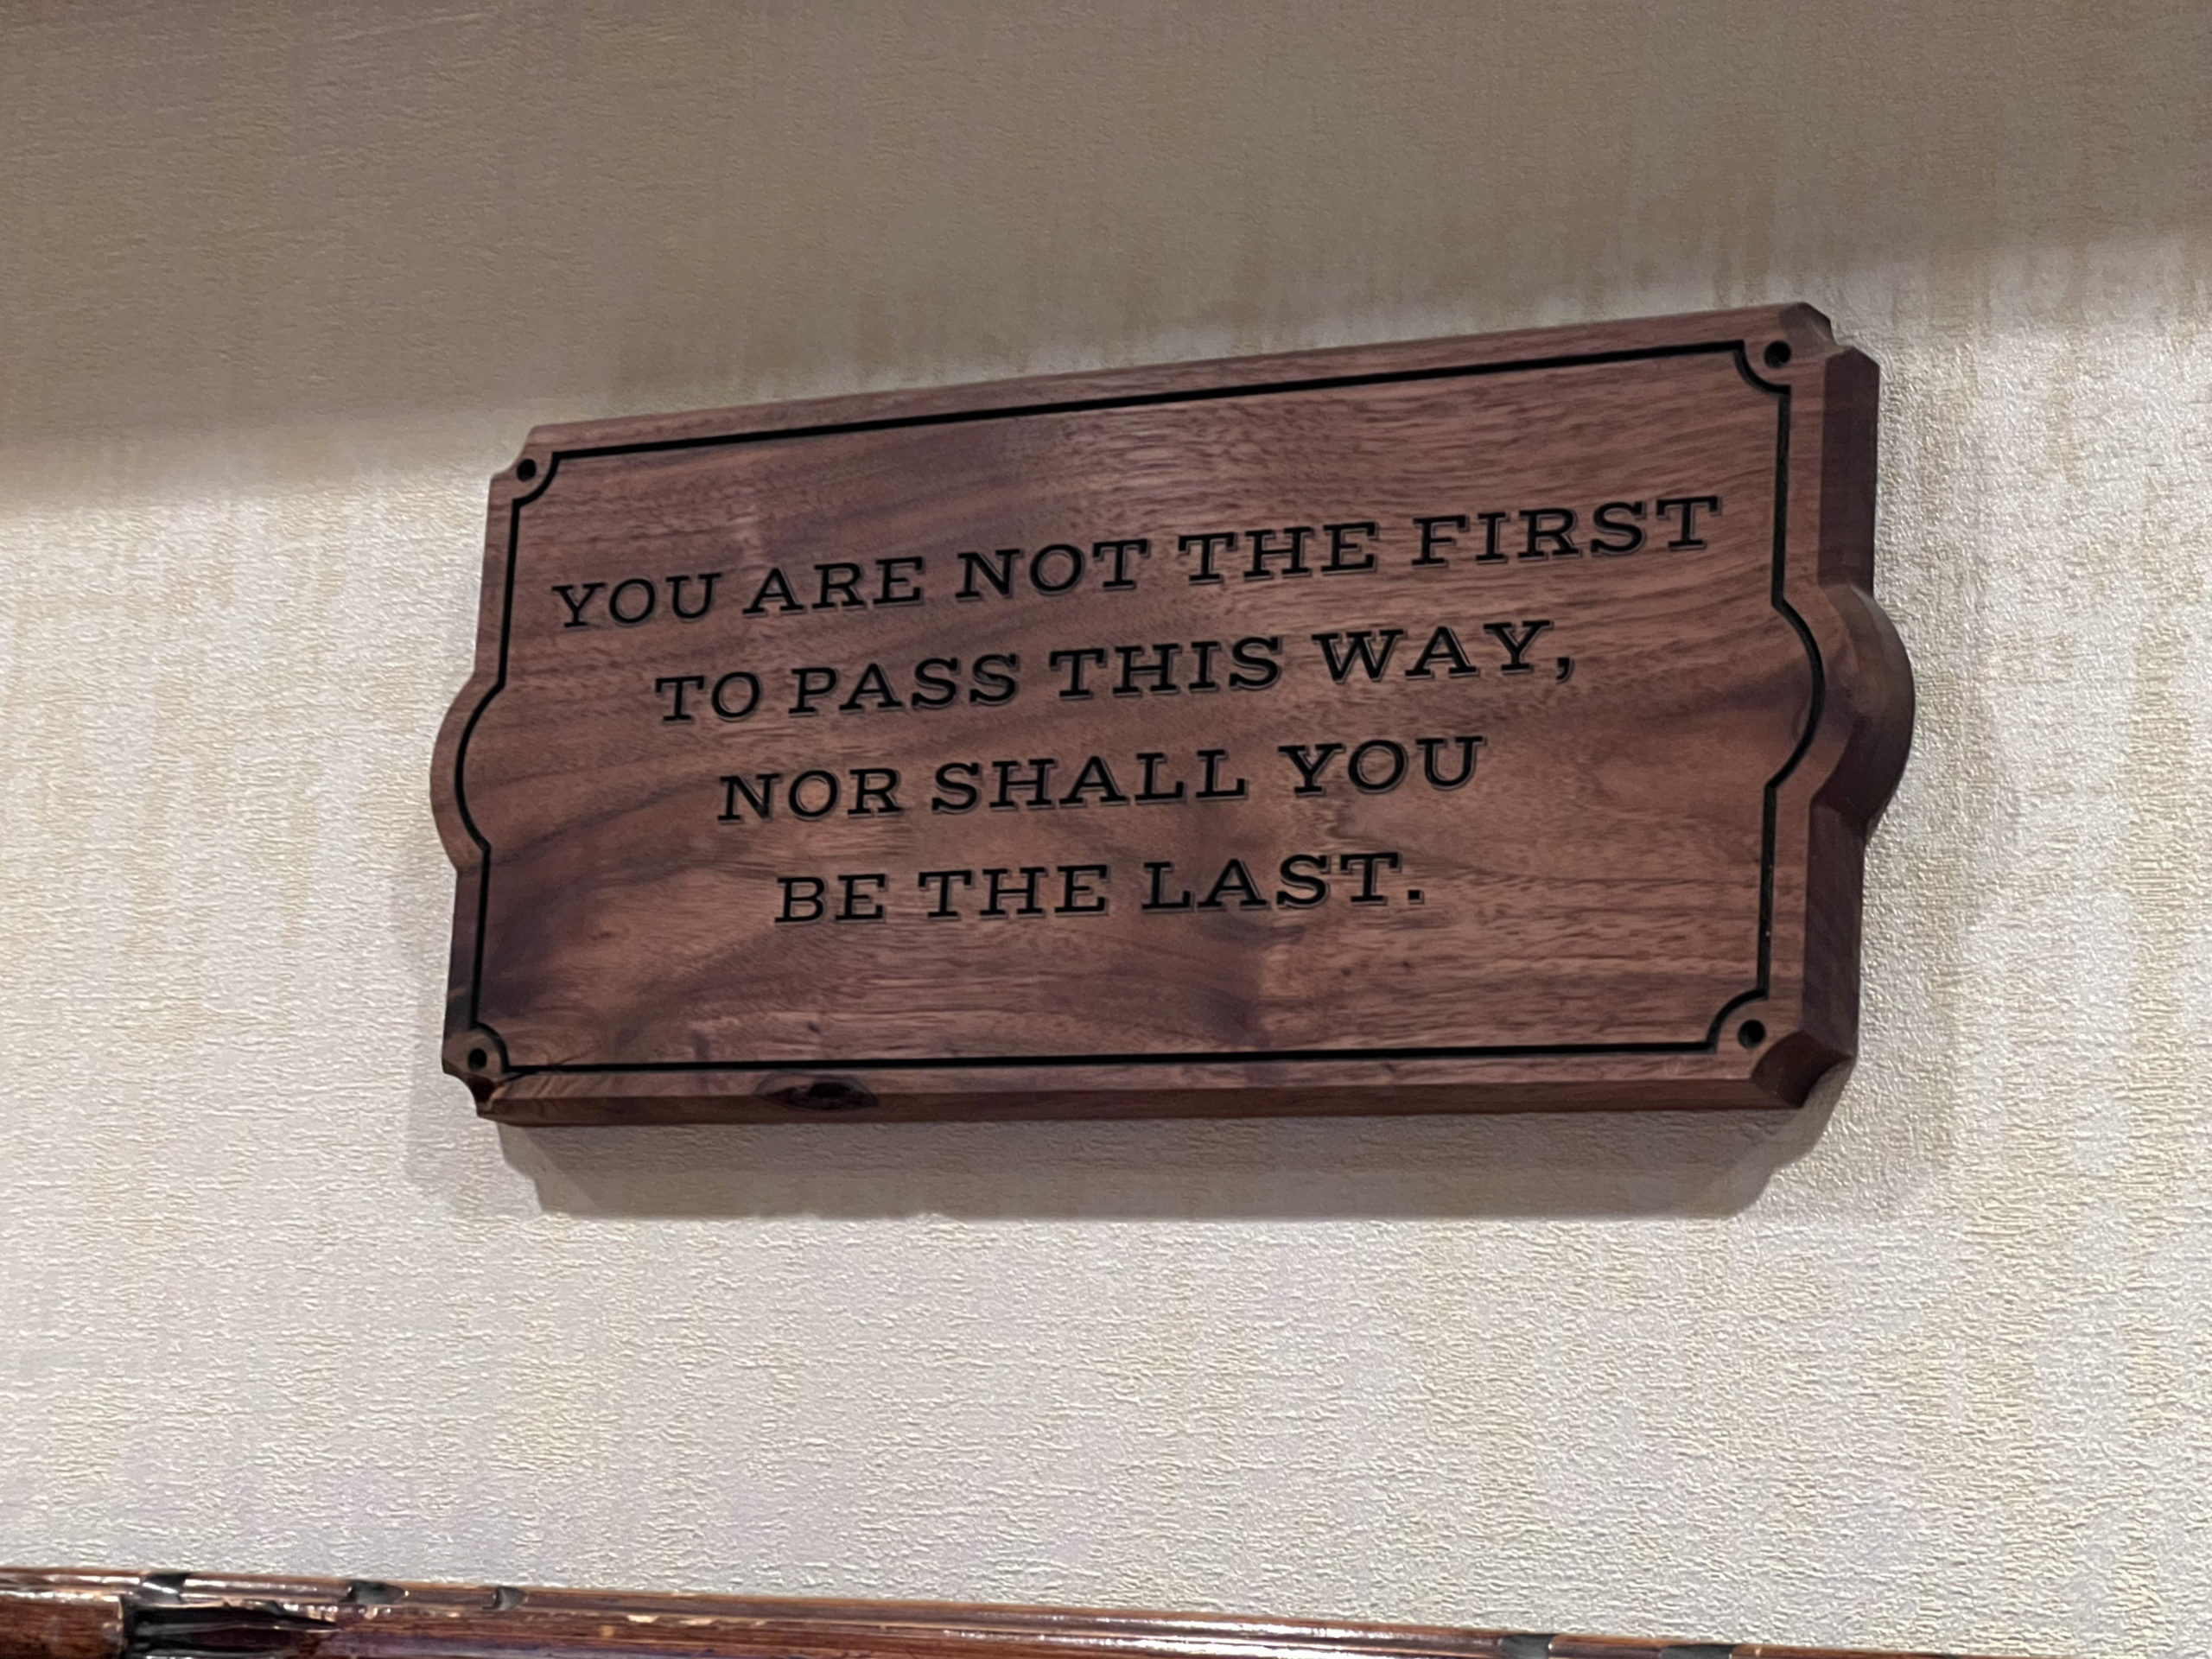 YOU ARE NOT THE FIRST
TO PASS THIS WAY,
NOR SHALL YOU
BE THE LAST.